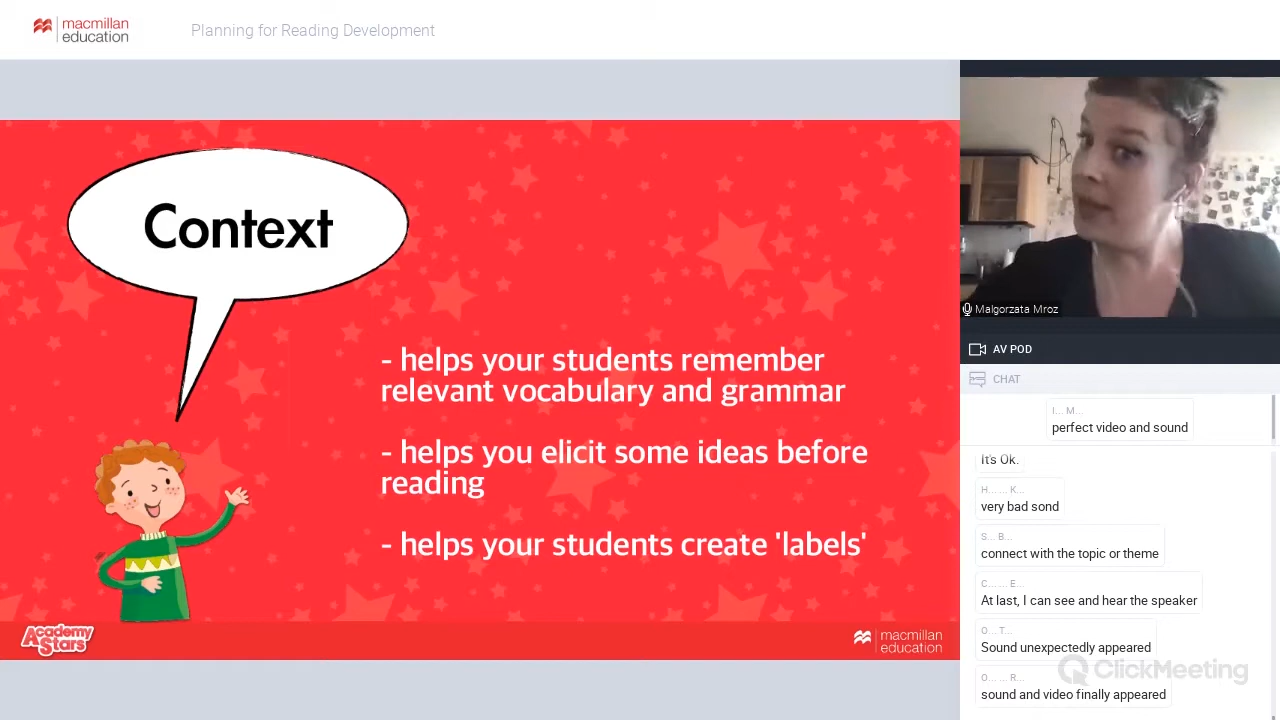 macmillan
education
Planning for Reading Development
Context
- helps your students remember
relevant vocabulary and grammar
- helps you elicit some ideas before
reading
- helps your students create 'labels'
Academy
Stars
macmillan
education
Malgorzata Mroz
AV POD
CHAT
I... M...
perfect video and sound
It's Ok.
H... ... K...
very bad sond
S... B...
connect with the topic or theme
C... ... E...
At last, I can see and hear the speaker
O... T...
Sound unexpectedly appeared
O... ... R...
sound and video finally appeared
ClickMeeting